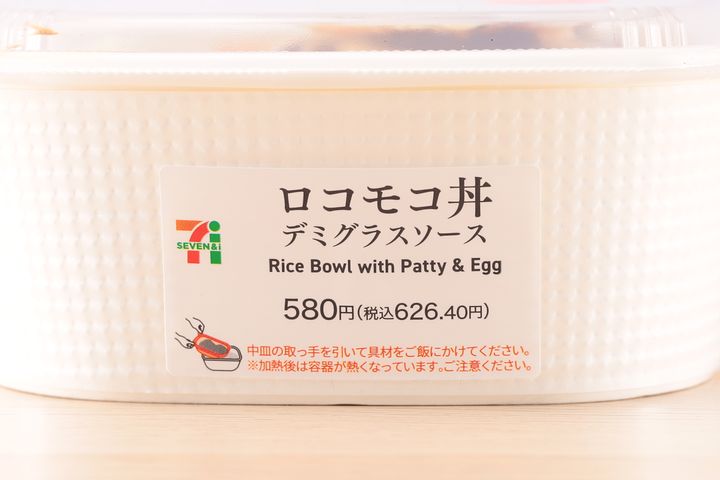 ロコモコ丼
デミグラスソース
Rice Bowl with Patty & Egg
SEVEN&i
580円(税込626.40円)
中皿の取っ手を引いて具材をご飯にかけてください。
※加熱後は容器が熱くなっています。ご注意ください。